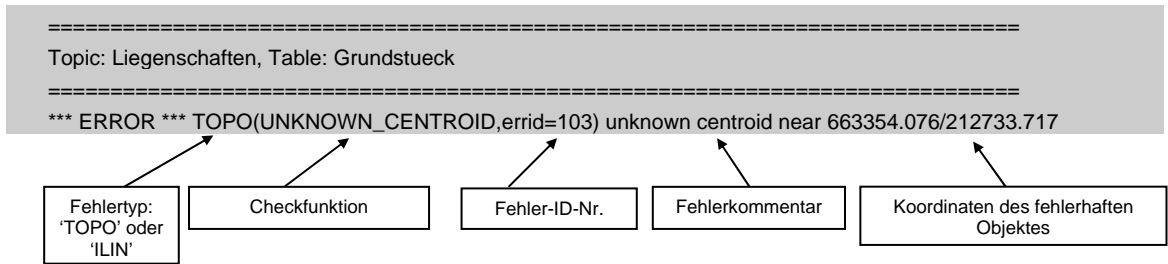 ==============================================================================
Topic: Liegenschaften, Table: Grundstueck
==============================================================================
*** ERROR *** TOPO(UNKNOWN_CENTROID,errid=103) unknown centroid near 663354.076/212733.717
Fehlertyp:
‘TOPO’ oder
‘ILIN’
Checkfunktion
Fehler-ID-Nr.
Fehlerkommentar
Koordinaten des fehlerhaften
Objektes